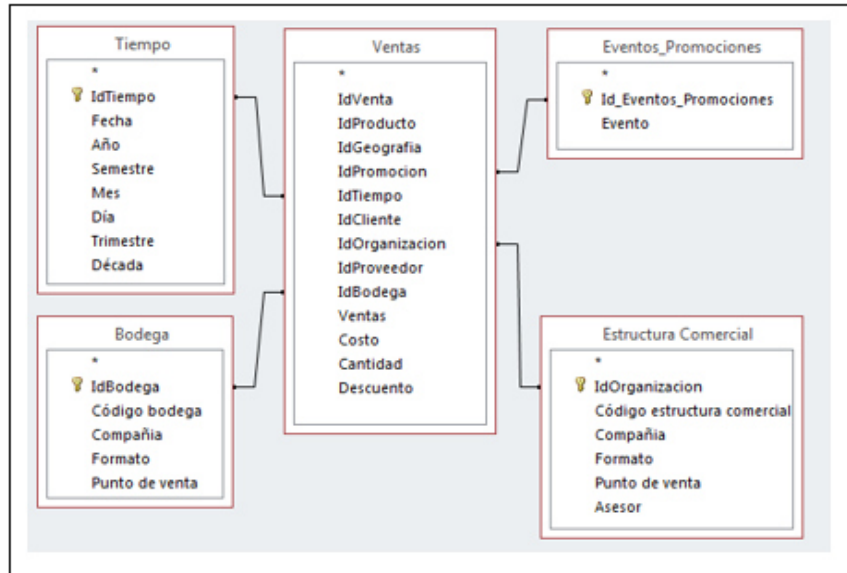 Tiempo
*
IdTiempo
Fecha
Año
Semestre
Mes
Día
Trimestre
Década
Ventas
*
IdVenta
IdProducto
IdGeografia
IdPromocion
IdTiempo
IdCliente
IdOrganizacion
IdProveedor
IdBodega
Ventas
Costo
Cantidad
Descuento
Eventos_Promociones
*
Id_Eventos_Promociones
Evento
Bodega
*
IdBodega
Código bodega
Compañia
Formato
Punto de venta
Estructura Comercial
*
IdOrganizacion
Código estructura comercial
Compañia
Formato
Punto de venta
Asesor